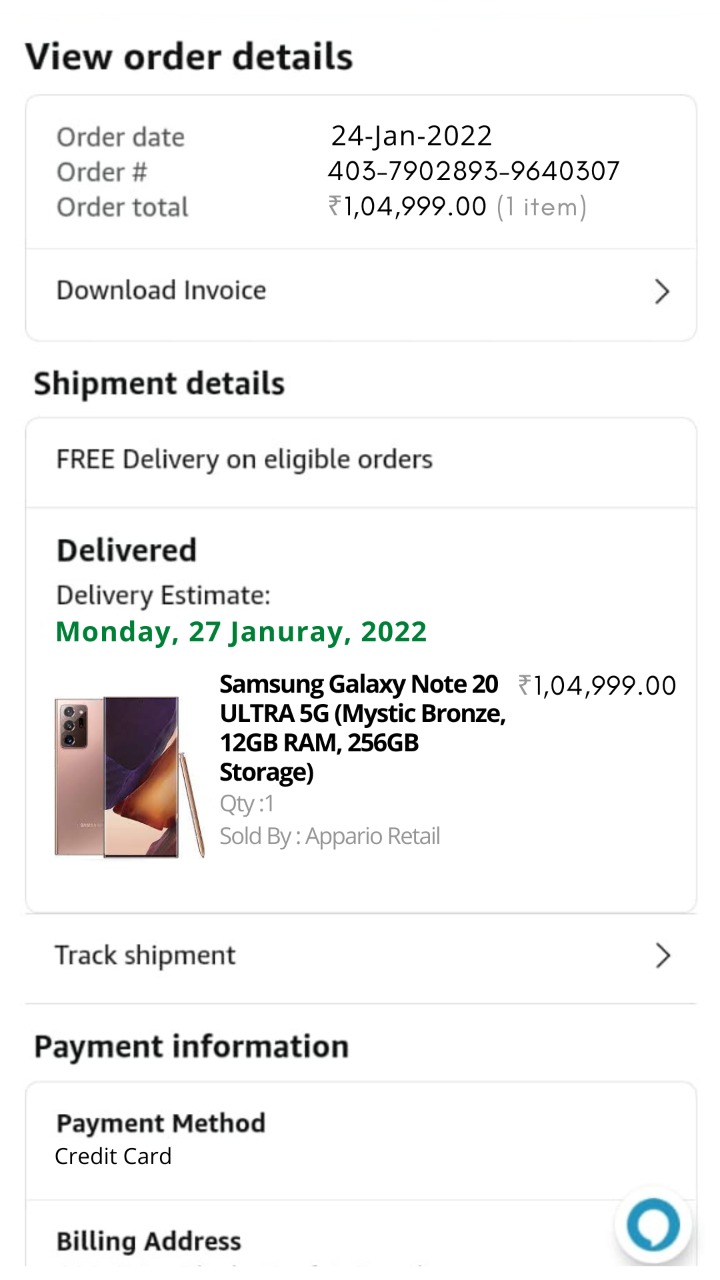 View order details
Order date 24-Jan-2022
Order # 403-7902893-9640307
Order total ₹1,04,999.00 (1 item)
Download Invoice
Shipment details
FREE Delivery on eligible orders
Delivered
Delivery Estimate:
Monday, 27 Januray, 2022
Samsung Galaxy Note 20 ₹1,04,999.00
ULTRA 5G (Mystic Bronze,
12GB RAM, 256GB
Storage)
Qty :1
Sold By : Appario Retail
SAMSUNG
Track shipment
Payment information
Payment Method
Credit Card
Billing Address